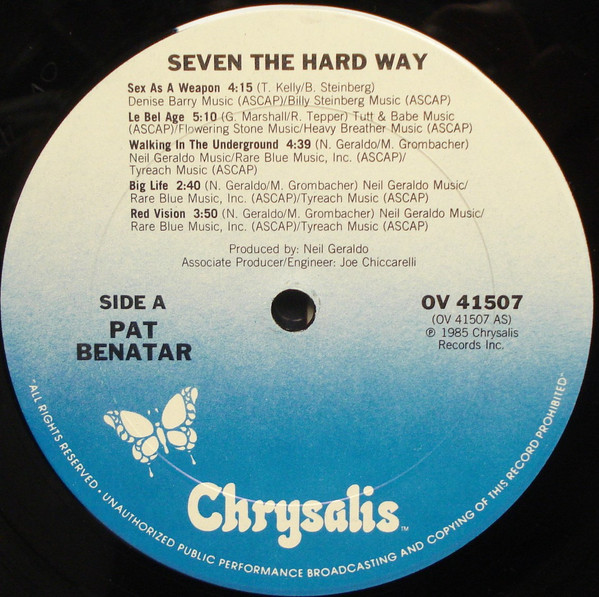 SEVEN THE HARD WAY
Sex As A Weapon 4:15 (T. Kelly/B. Steinberg)
Denise Barry Music (ASCAP)/Billy Steinberg Music (ASCAP)
Le Bel Age 5:10 (G. Marshall/R. Tepper) Tutt & Babe Music
(ASCAP)/Flowering Stone Music/Heavy Breather Music (ASCAP)
Walking In The Underground 4:39 (N. Geraldo/M. Grombacher)
Neil Geraldo Music/Rare Blue Music, Inc. (ASCAP)/
Tyreach Music (ASCAP)
Big Life 2:40 (N. Geraldo/M. Grombacher) Neil Geraldo Music/
Rare Blue Music, Inc. (ASCAP)/Tyreach Music (ASCAP)
Red Vision 3:50 (N. Geraldo/M. Grombacher) Neil Geraldo Music/
Rare Blue Music, Inc. (ASCAP)/Tyreach Music (ASCAP)
Produced by: Neil Geraldo
Associate Producer/Engineer: Joe Chiccarelli
SIDE A
PAT
BENATAR
OV 41507
(OV 41507 AS)
℗ 1985 Chrysalis
Records Inc.
Chrysalis™
"ALL RIGHTS RESERVED • UNAUTHORIZED PUBLIC PERFORMANCE BROADCASTING AND COPYING OF THIS RECORD PROHIBITED"